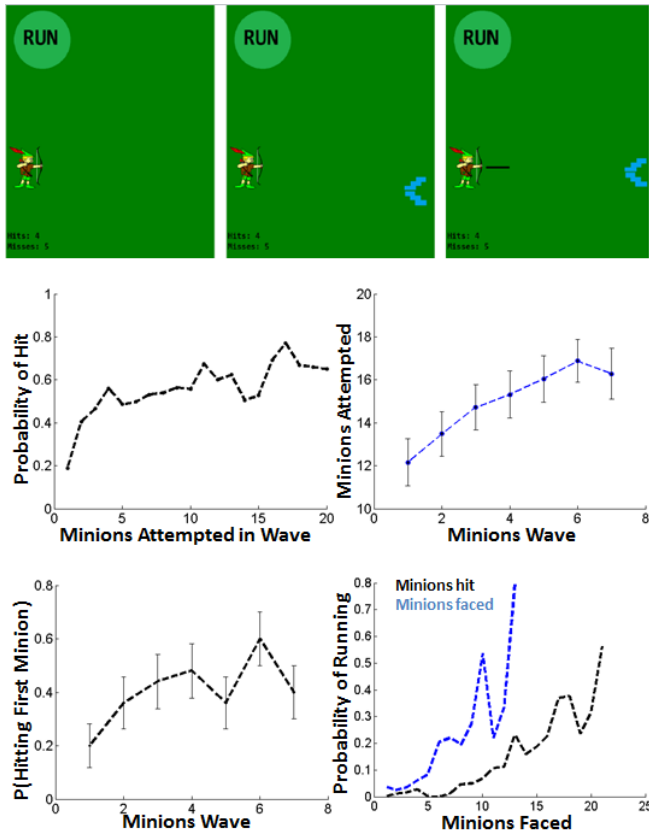 RUN
RUN
RUN
Hits: 4
Misses: 5
Hits: 4
Misses: 5
Hits: 4
Misses: 5
Probability of Hit
1
0.8
0.6
0.4
0.2
0
0
5
10
15
20
Minions Attempted in Wave
Minions Attempted
20
18
16
14
12
10
0
2
4
6
8
Minions Wave
P(Hitting First Minion)
0.8
0.6
0.4
0.2
0
0
2
4
6
8
Minions Wave
Minions hit
Minions faced
Probability of Running
0.8
0.7
0.6
0.5
0.4
0.3
0.2
0.1
0
0
5
10
15
20
25
Minions Faced